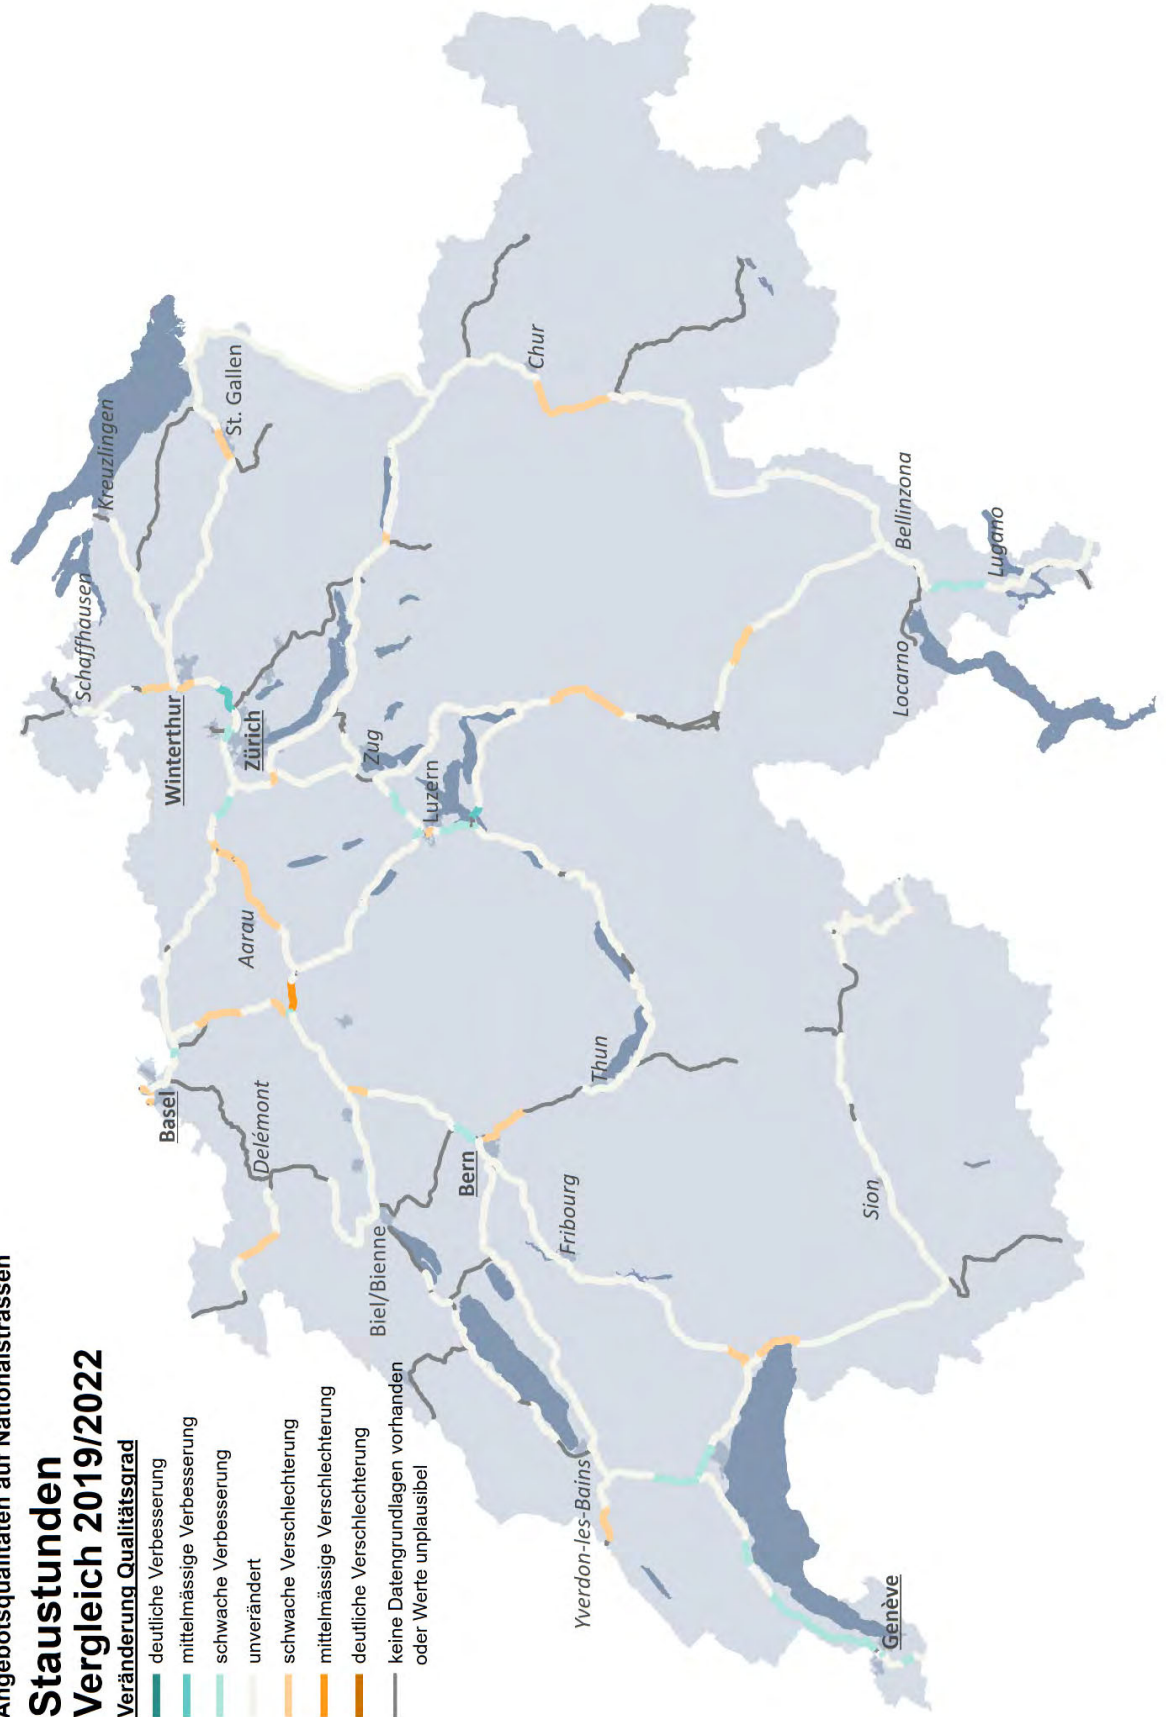 Angebotsqualitäten auf Nationalstrassen
Staustunden
Vergleich 2019/2022
Veränderung Qualitätsgrad
deutliche Verbesserung
mittelmässige Verbesserung
schwache Verbesserung
unverändert
schwache Verschlechterung
mittelmässige Verschlechterung
deutliche Verschlechterung
keine Datengrundlagen vorhanden
oder Werte unplausibel
Schaffhausen
Kreuzlingen
Winterthur
St. Gallen
Basel
Zürich
Aarau
Delémont
Zug
Luzern
Biel/Bienne
Bern
Chur
Fribourg
Thun
Yverdon-les-Bains
Sion
Genève
Locarno
Bellinzona
Lugano